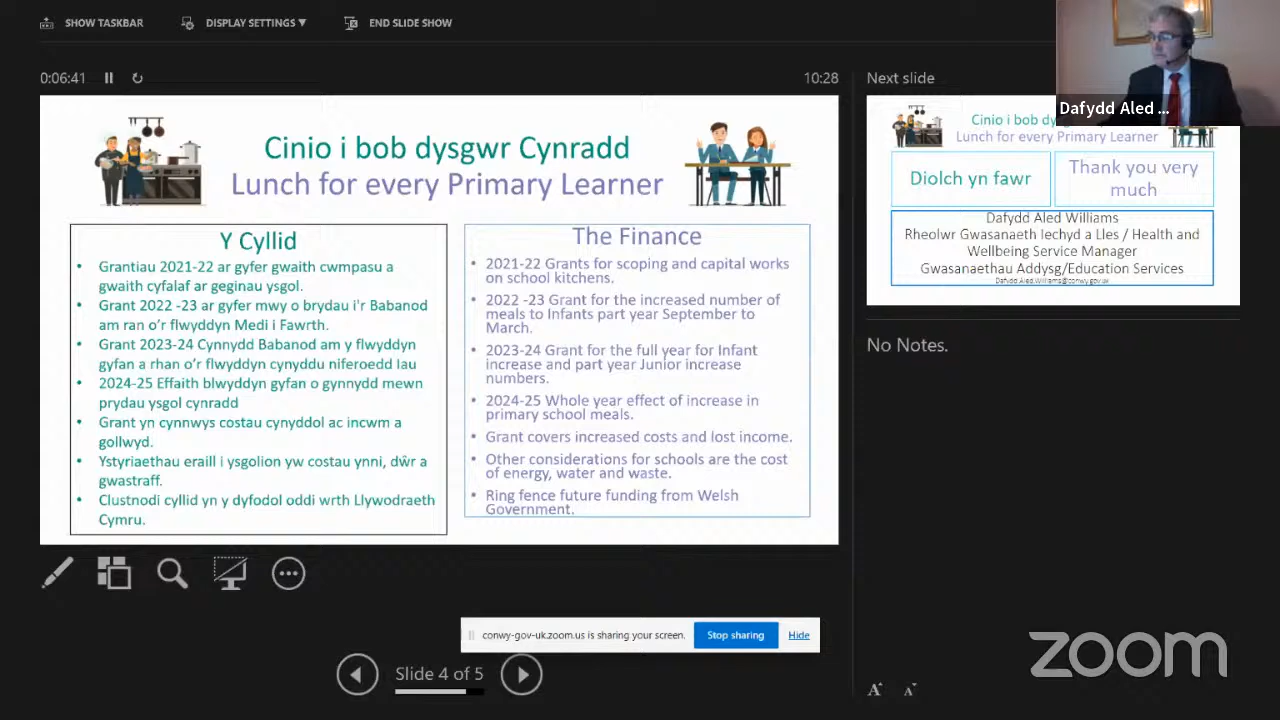 SHOW TASKBAR
DISPLAY SETTINGS ▼
END SLIDE SHOW
0:06:41
10:28
Cinio i bob dysgwr Cynradd
Lunch for every Primary Learner
Y Cyllid
• Grantiau 2021-22 ar gyfer gwaith cwmpasu a
gwaith cyfalaf ar geginau ysgol.
• Grant 2022 -23 ar gyfer mwy o brydau i'r Babanod
am ran o'r flwyddyn Medi i Fawrth.
• Grant 2023-24 Cynnydd Babanod am y flwyddyn
gyfan a rhan o'r flwyddyn cynyddu niferoedd Iau
• 2024-25 Effaith blwyddyn gyfan o gynnydd mewn
prydau ysgol cynradd
• Grant yn cynnwys costau cynyddol ac incwm a
gollwyd.
• Ystyriaethau eraill i ysgolion yw costau ynni, dŵr a
gwastraff.
• Clustnodi cyllid yn y dyfodol oddi wrth Llywodraeth
Cymru.
The Finance
• 2021-22 Grants for scoping and capital works
on school kitchens.
• 2022 -23 Grant for the increased number of
meals to Infants part year September to
March.
• 2023-24 Grant for the full year for Infant
increase and part year Junior increase
numbers.
• 2024-25 Whole year effect of increase in
primary school meals.
• Grant covers increased costs and lost income.
• Other considerations for schools are the cost
of energy, water and waste.
• Ring fence future funding from Welsh
Government.
Next slide
Dafydd Aled ...
Cinio i bob dy
Lunch for every Primary Learner
Diolch yn fawr
Thank you very
much
Dafydd Aled Williams
Rheolwr Gwasanaeth Iechyd a Lles / Health and
Wellbeing Service Manager
Gwasanaethau Addysg/Education Services
Dafydd.Aled.Williams@conwy.gov.uk
No Notes.
conwy-gov-uk.zoom.us is sharing your screen.
Stop sharing
Hide
Slide 4 of 5
A A
zoom